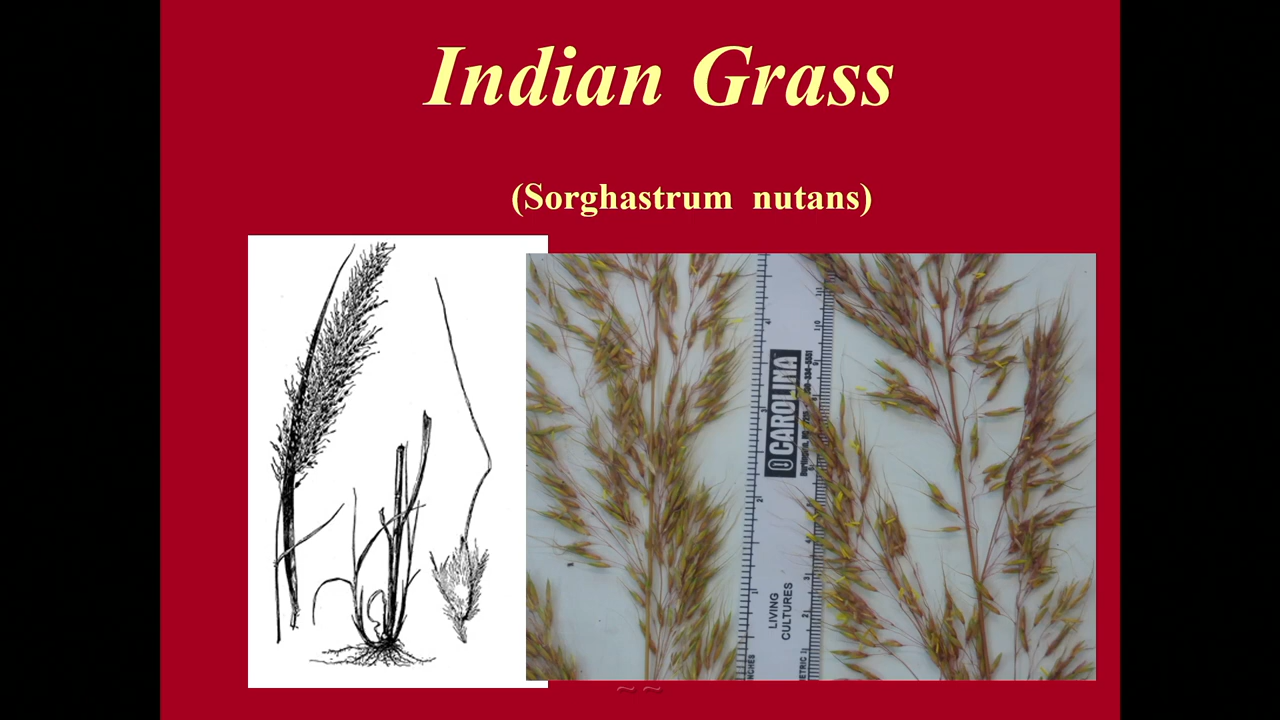 Indian Grass
(Sorghastrum nutans)
CAROLINA
LIVING
CULTURES
~ ~